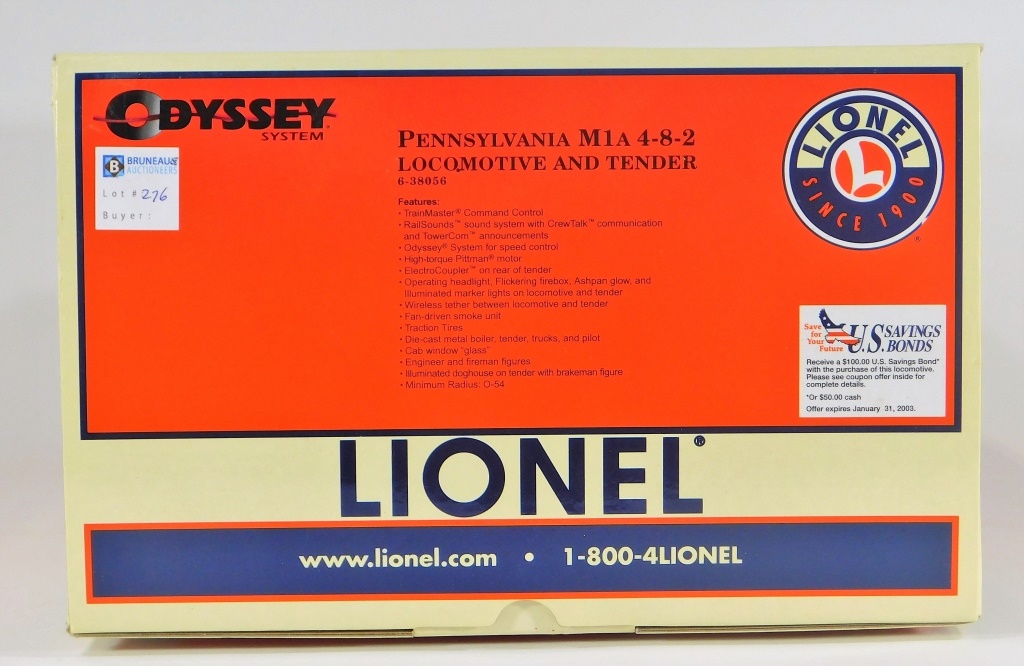 ODYSSEY
SYSTEM™
BRUNEAU &
AUCTIONEERS
B
Lot # 276
Buyer:
PENNSYLVANIA M1A 4-8-2
LOCOMOTIVE AND TENDER
6-38056
Features:
• TrainMaster® Command Control
• RailSounds™ sound system with CrewTalk™ communication
and TowerCom™ announcements
• Odyssey® System for speed control
• High-torque Pittman® motor
• ElectroCoupler™ on rear of tender
• Operating headlight, Flickering firebox, Ashpan glow, and
Illuminated marker lights on locomotive and tender
• Wireless tether between locomotive and tender
• Fan-driven smoke unit
• Traction Tires
• Die-cast metal boiler, tender, trucks, and pilot
• Cab window "glass"
• Engineer and fireman figures
• Illuminated doghouse on tender with brakeman figure
• Minimum Radius: O-54
LIONEL
L
SINCE 1900
®
Save
for
Your
Future
U.S. SAVINGS
BONDS
Receive a $100.00 U.S. Savings Bond*
with the purchase of this locomotive.
Please see coupon offer inside for
complete details.
*Or $50.00 cash
Offer expires January 31, 2003.
LIONEL®
www.lionel.com • 1-800-4LIONEL